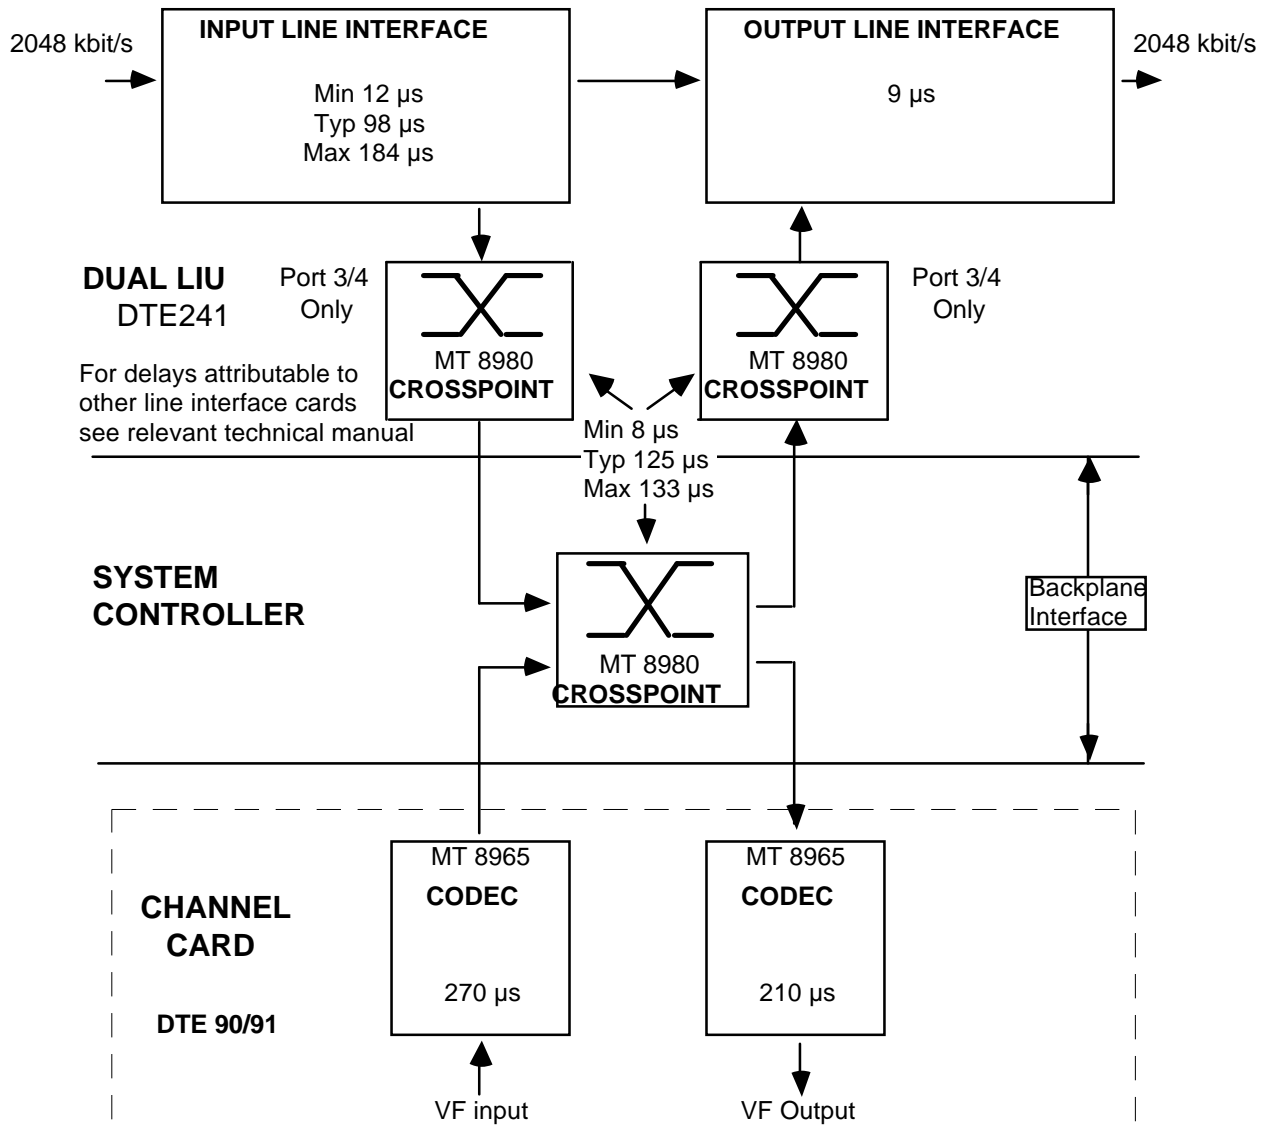 INPUT LINE INTERFACE
OUTPUT LINE INTERFACE
2048 kbit/s
2048 kbit/s
Min 12 µs
Typ 98 µs
Max 184 µs
9 µs
DUAL LIU
DTE241
Port 3/4
Only
MT 8980
CROSSPOINT
MT 8980
CROSSPOINT
Port 3/4
Only
For delays attributable to
other line interface cards
see relevant technical manual
Min 8 µs
Typ 125 µs
Max 133 µs
SYSTEM
CONTROLLER
MT 8980
CROSSPOINT
Backplane
Interface
CHANNEL
CARD
DTE 90/91
MT 8965
CODEC
270 µs
MT 8965
CODEC
210 µs
VF input
VF Output